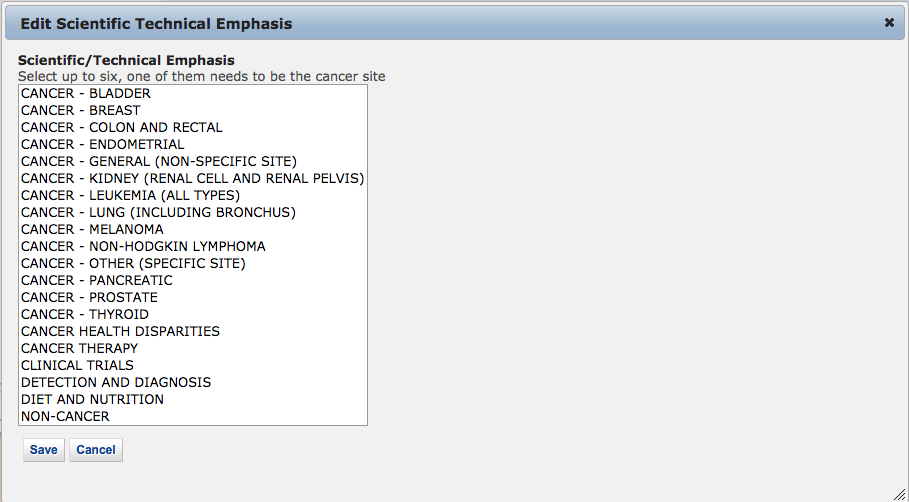 Edit Scientific Technical Emphasis
Scientific/Technical Emphasis
Select up to six, one of them needs to be the cancer site
CANCER - BLADDER
CANCER - BREAST
CANCER - COLON AND RECTAL
CANCER - ENDOMETRIAL
CANCER - GENERAL (NON-SPECIFIC SITE)
CANCER - KIDNEY (RENAL CELL AND RENAL PELVIS)
CANCER - LEUKEMIA (ALL TYPES)
CANCER - LUNG (INCLUDING BRONCHUS)
CANCER - MELANOMA
CANCER - NON-HODGKIN LYMPHOMA
CANCER - OTHER (SPECIFIC SITE)
CANCER - PANCREATIC
CANCER - PROSTATE
CANCER - THYROID
CANCER HEALTH DISPARITIES
CANCER THERAPY
CLINICAL TRIALS
DETECTION AND DIAGNOSIS
DIET AND NUTRITION
NON-CANCER
Save Cancel